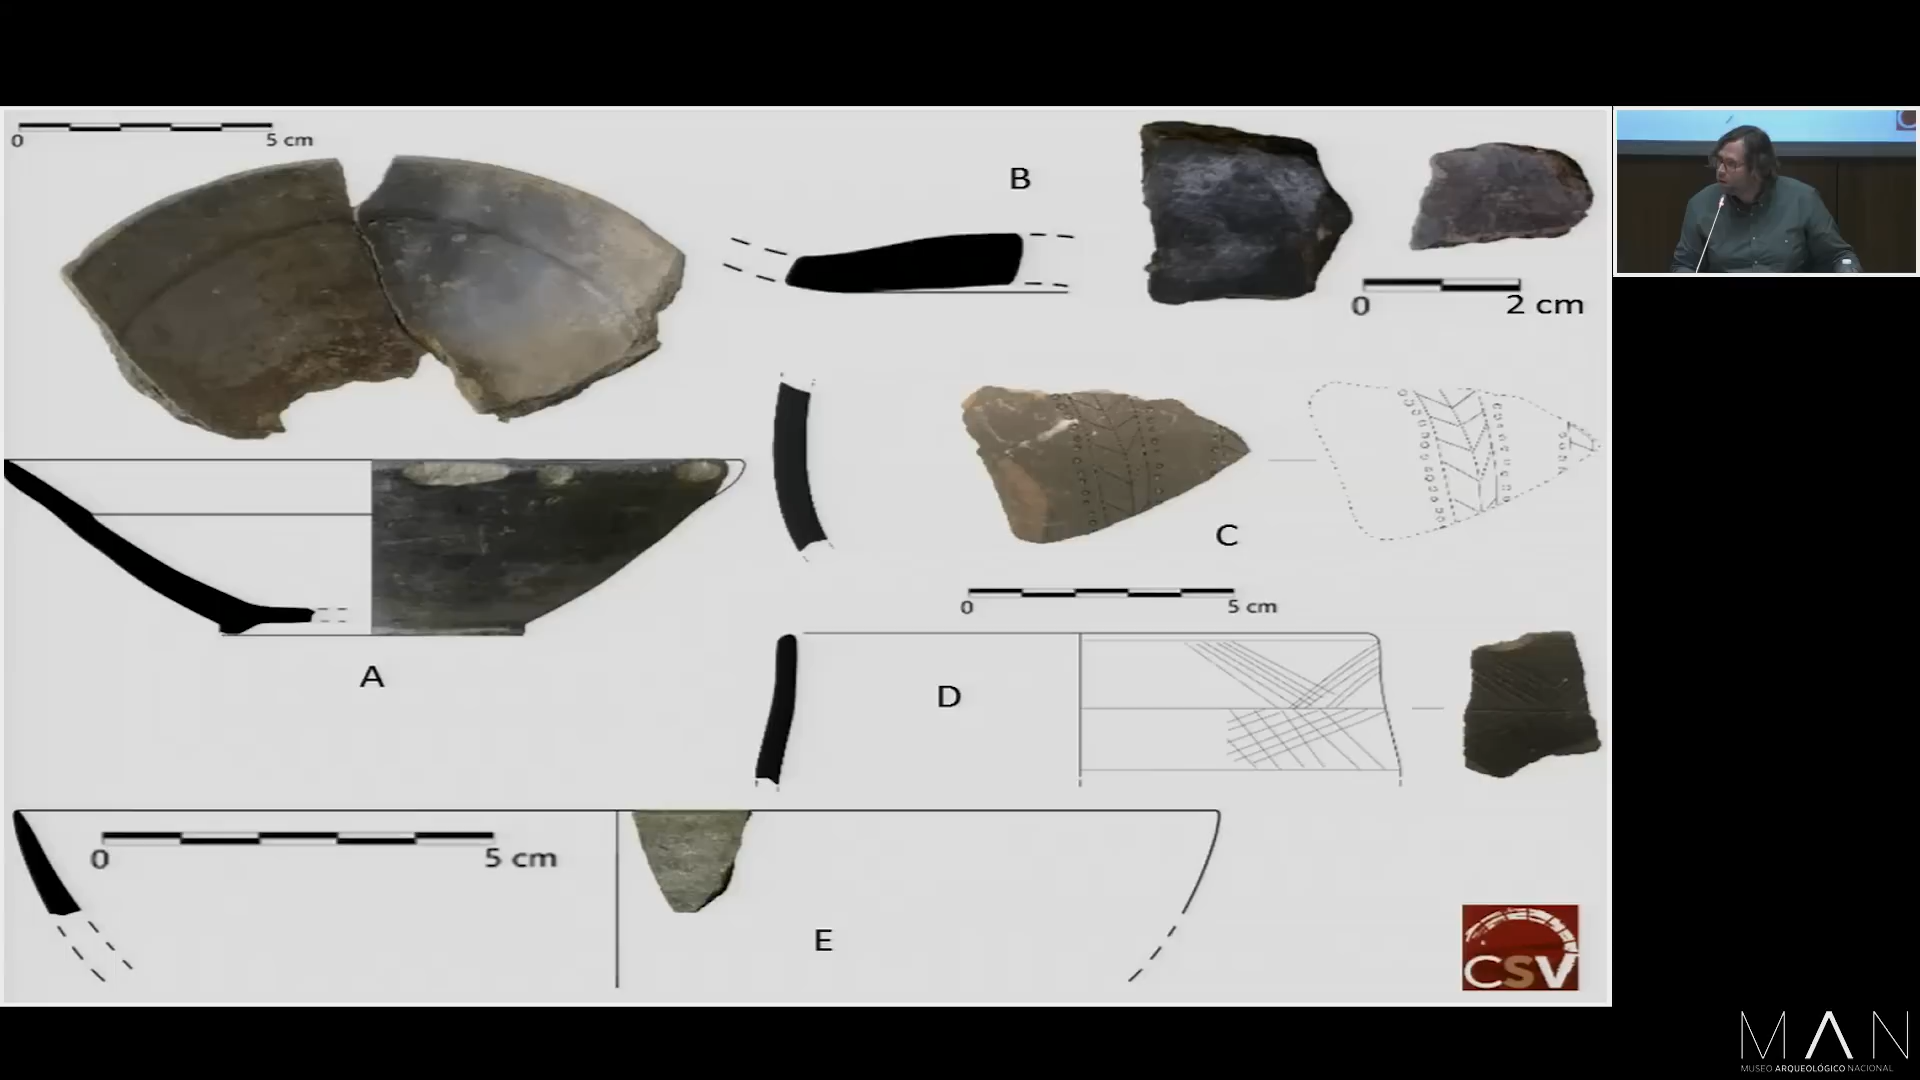 0 5 cm
B
0 2 cm
C
0 5 cm
A
D
0 5 cm
E
CSV
MAN
MUSEO ARQUEOLÓGICO NACIONAL